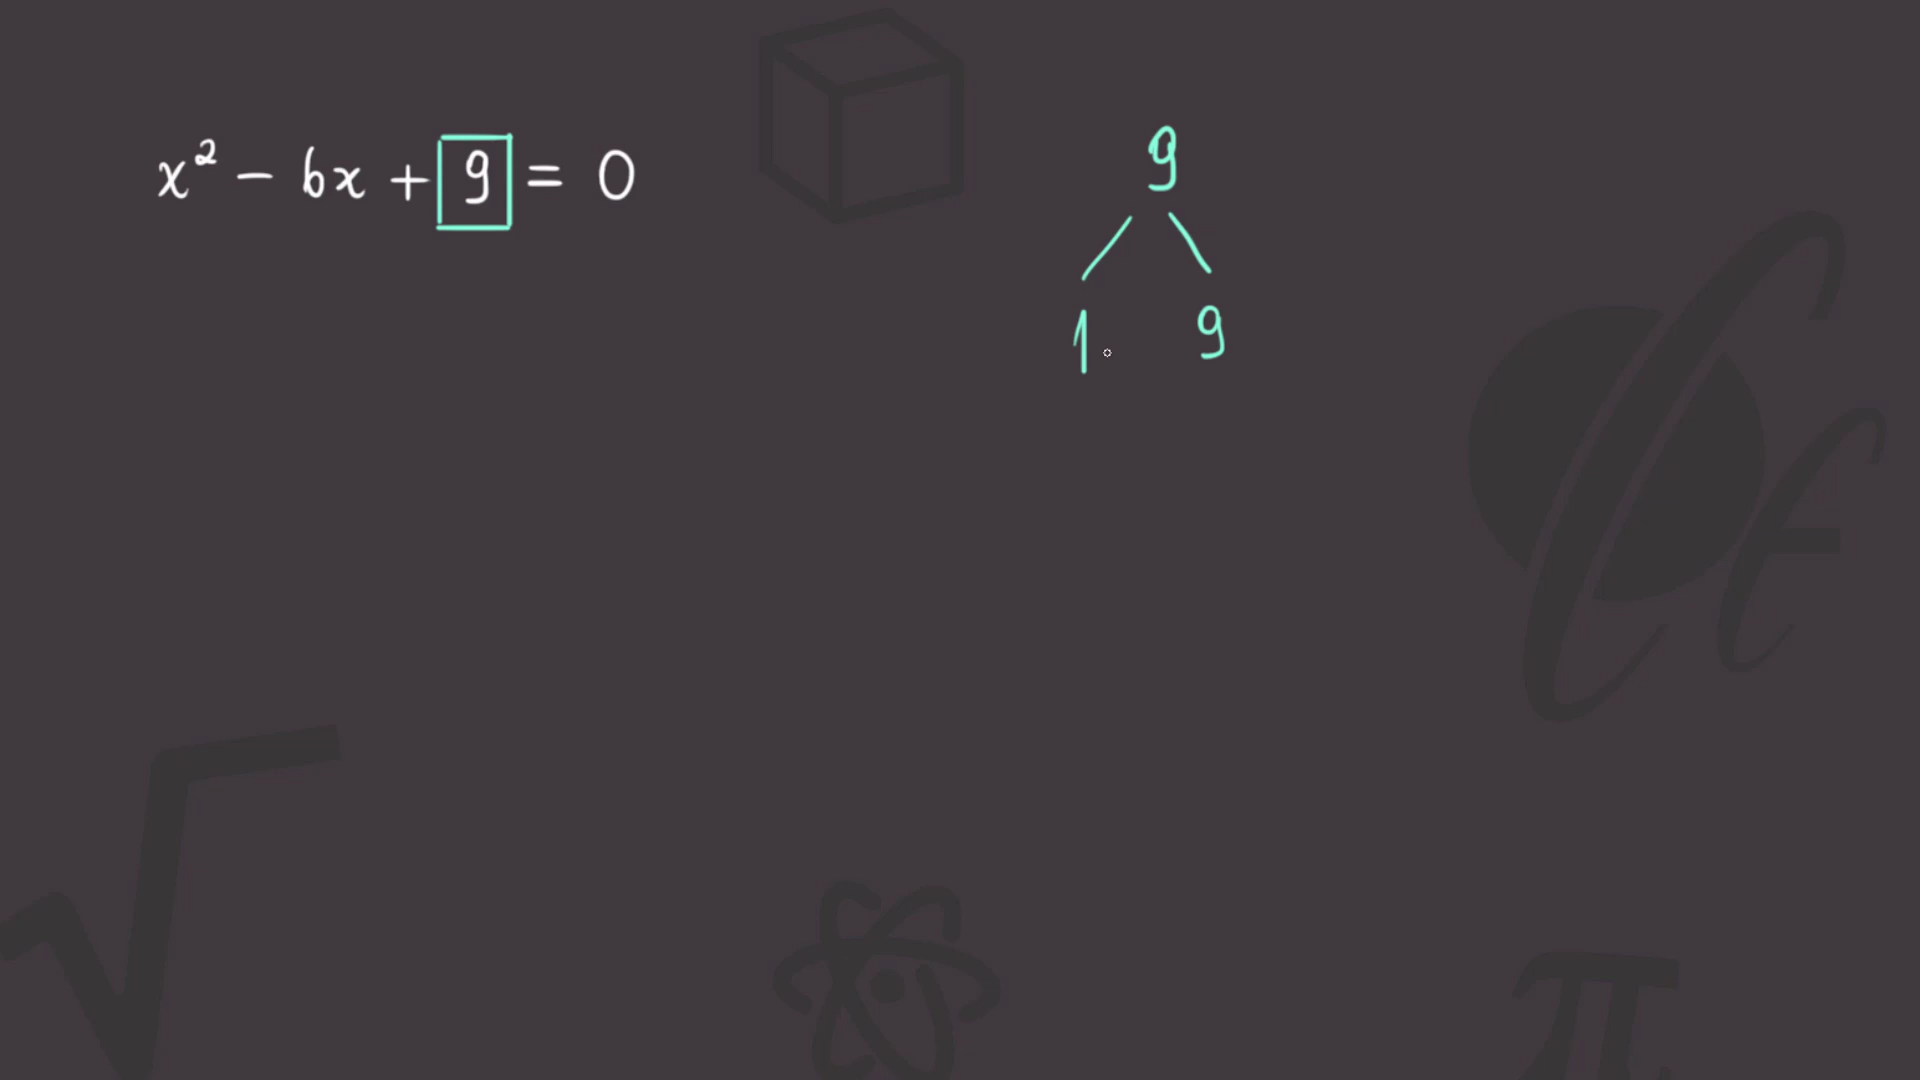 x² - 6x + 9 = 0
9
1 9